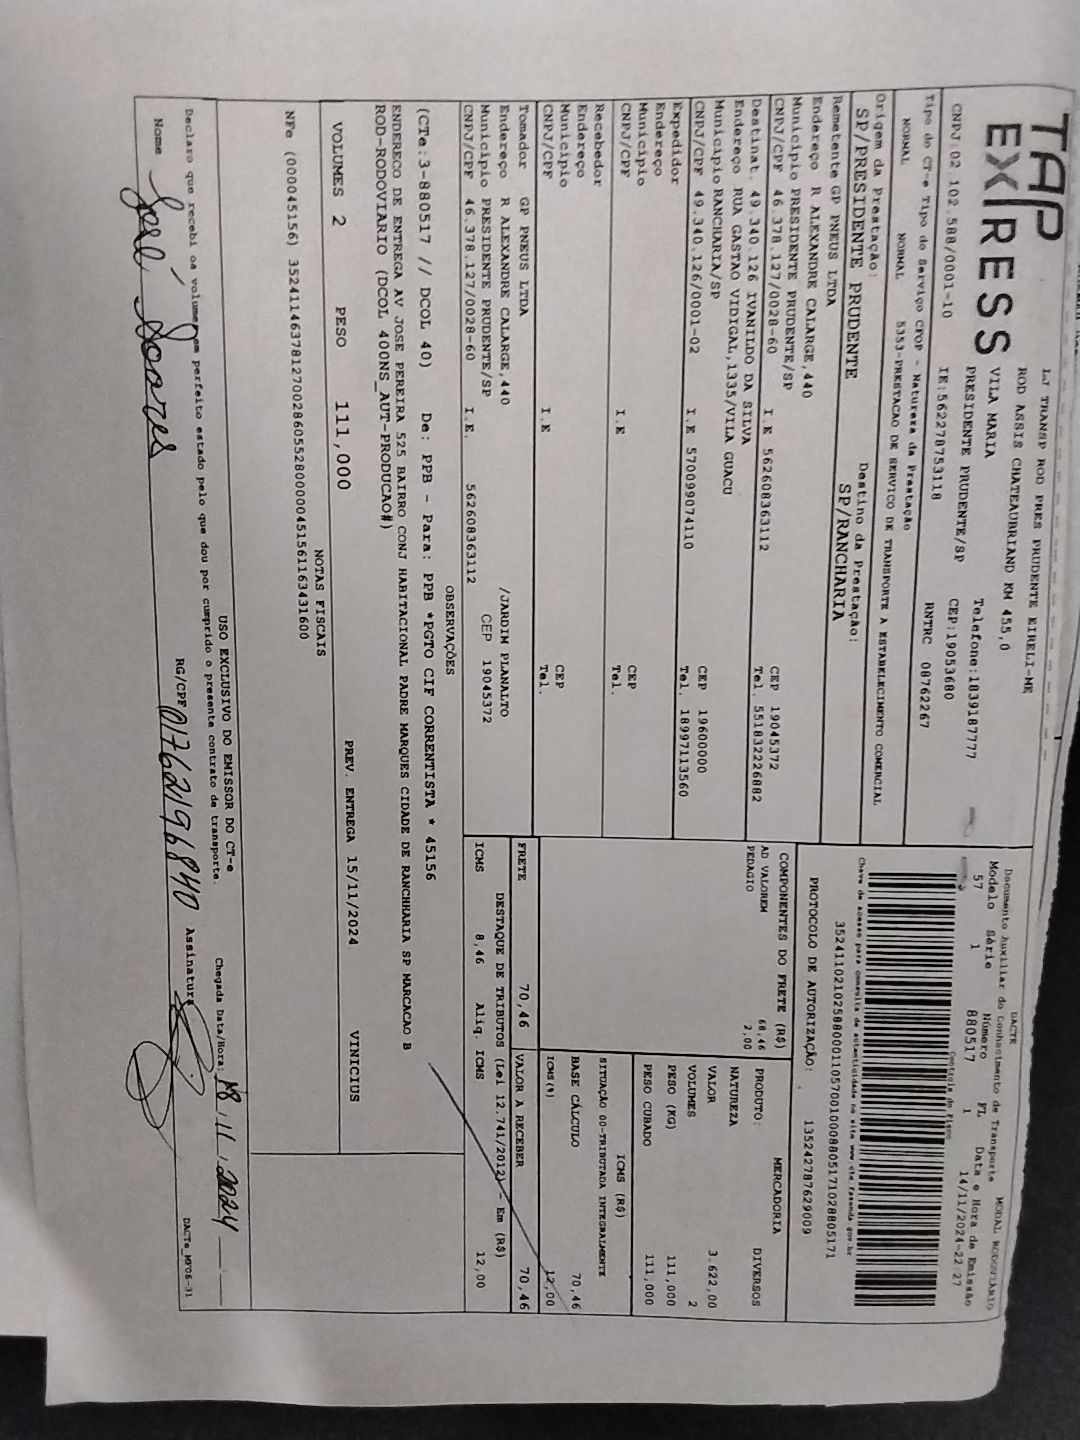 TAP
EXPRESS
LJ TRANSP ROD PRES PRUDENTE EIRELI-ME
ROD ASSIS CHATEAUBRIAND KM 455,0
VILA MARIA
PRESIDENTE PRUDENTE/SP
Telefone:1839187777
CEP:19053680
CNPJ:02.102.588/0001-10 IE:562278753118 RNTRC 08762267
Tipo do CT-e Tipo do Serviço CFOP - Natureza da Prestação
NORMAL NORMAL 5353-PRESTACAO DE SERVICO DE TRANSPORTE A ESTABELECIMENTO COMERCIAL
Origem da Prestação: Destino da Prestação:
SP/PRESIDENTE PRUDENTE SP/RANCHARIA
Remetente GP PNEUS LTDA
Endereço R ALEXANDRE CALARGE,440
Município PRESIDENTE PRUDENTE/SP CEP 19045372
CNPJ/CPF 46.378.127/0028-60 I.E 562608363112 Tel. 551832226882
Destinat. 49.340.126 IVANILDO DA SILVA
Endereço RUA GASTAO VIDIGAL,1335/VILA GUACU
Município RANCHARIA/SP CEP 19600000
CNPJ/CPF 49.340.126/0001-02 I.E 570099074110 Tel. 18997113560
Expedidor
Endereço
Município CEP
CNPJ/CPF I.E Tel.
Recebedor
Endereço
Município CEP
CNPJ/CPF I.E Tel.
Tomador GP PNEUS LTDA
Endereço R ALEXANDRE CALARGE,440 /JARDIM PLANALTO
Município PRESIDENTE PRUDENTE/SP CEP 19045372
CNPJ/CPF 46.378.127/0028-60 I.E. 562608363112
DACTE
Documento Auxiliar do Conhecimento de Transporte MODAL RODOVIÁRIO
Modelo Série Número FL Data e Hora de Emissão
57 1 880517 1 14/11/2024-22:27
Controle do Fisco
Chave de acesso para consulta de autenticidade no site www.cte.fazenda.gov.br
35241102102588000110570010008805171028805171
PROTOCOLO DE AUTORIZAÇÃO: 135242787629009
COMPONENTES DO FRETE (R$)
AD VALOREM 68,46
PEDAGIO 2,00
MERCADORIA
PRODUTO: DIVERSOS
NATUREZA
VALOR 3.622,00
VOLUMES 2
PESO (KG) 111,000
PESO CUBADO 111,000
ICMS (R$)
SITUAÇÃO 00-TRIBUTADA INTEGRALMENTE
BASE CÁLCULO 70,46
ICMS(%) 12,00
FRETE 70,46 VALOR A RECEBER 70,46
DESTAQUE DE TRIBUTOS (Lei 12.741/2012) - Em (R$)
ICMS 8,46 Aliq. ICMS 12,00
OBSERVAÇÕES
(CTe:3-880517 // DCOL 40) De: PPB - Para: PPB *PGTO CIF CORRENTISTA * 45156
ENDERECO DE ENTREGA AV JOSE PEREIRA 525 BAIRRO CONJ HABITACIONAL PADRE MARQUES CIDADE DE RANCHHARIA SP MARCACAO B
ROD-RODOVIARIO (DCOL 400NS_AUT-PRODUCAO#)
VOLUMES 2 PESO 111,000 PREV. ENTREGA 15/11/2024 VINICIUS
NOTAS FISCAIS
NFe (000045156) 35241146378127002860552800000451561163431600
USO EXCLUSIVO DO EMISSOR DO CT-e
Declaro que recebi os volumes em perfeito estado pelo que dou por cumprido o presente contrato de transporte.
Chegada Data/Hora: 18/11/2024
Nome José Soares RG/CPF 01762196840 Assinatura
DACTe_MP06-31